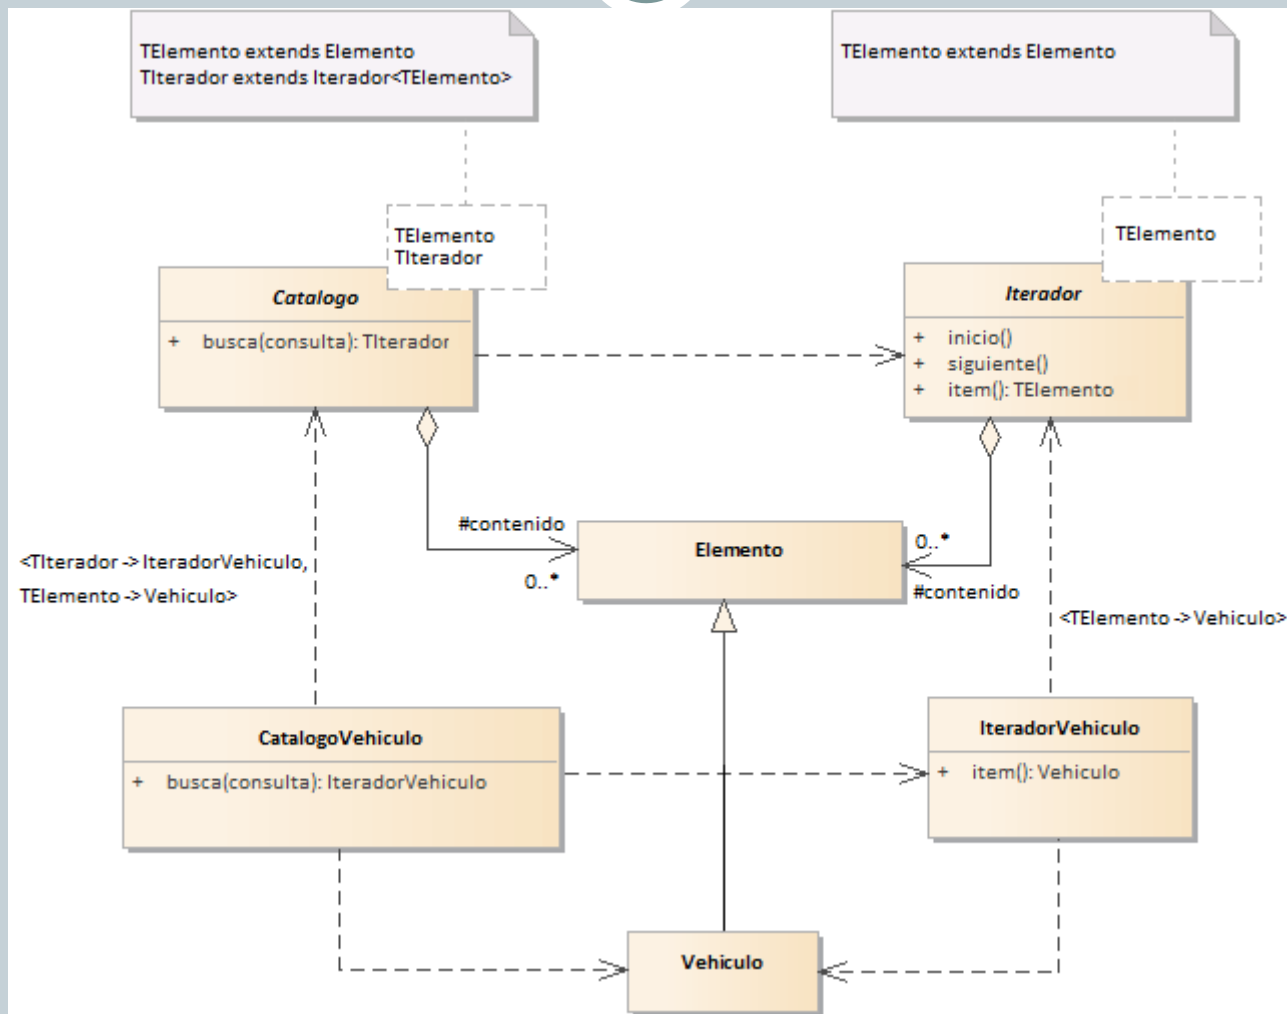 TElemento extends Elemento
TIterador extends Iterador<TElemento>
TElemento extends Elemento
TElemento
TIterador
TElemento
Catalogo
+ busca(consulta): TIterador
Iterador
+ inicio()
+ siguiente()
+ item(): TElemento
#contenido
0..*
Elemento
0..*
#contenido
<TIterador -> IteradorVehiculo,
TElemento -> Vehiculo>
<TElemento -> Vehiculo>
CatalogoVehiculo
+ busca(consulta): IteradorVehiculo
IteradorVehiculo
+ item(): Vehiculo
Vehiculo